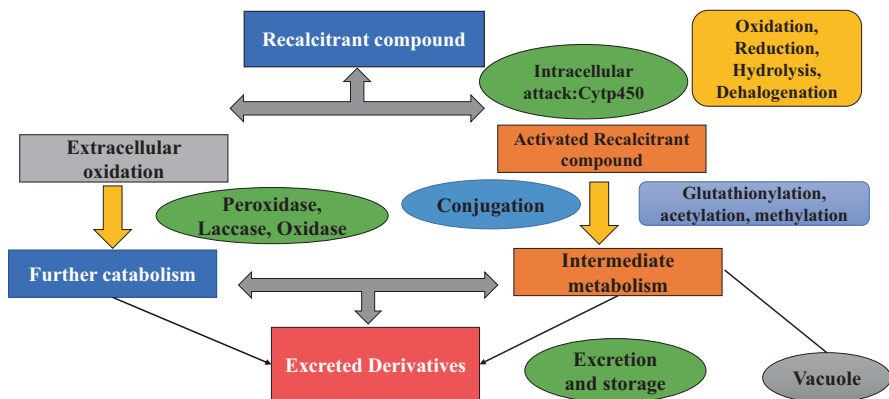 Recalcitrant compound
Intracellular
attack:Cytp450
Oxidation,
Reduction,
Hydrolysis,
Dehalogenation
Extracellular
oxidation
Activated Recalcitrant
compound
Peroxidase,
Laccase, Oxidase
Conjugation
Glutathionylation,
acetylation, methylation
Further catabolism
Intermediate
metabolism
Excreted Derivatives
Excretion
and storage
Vacuole